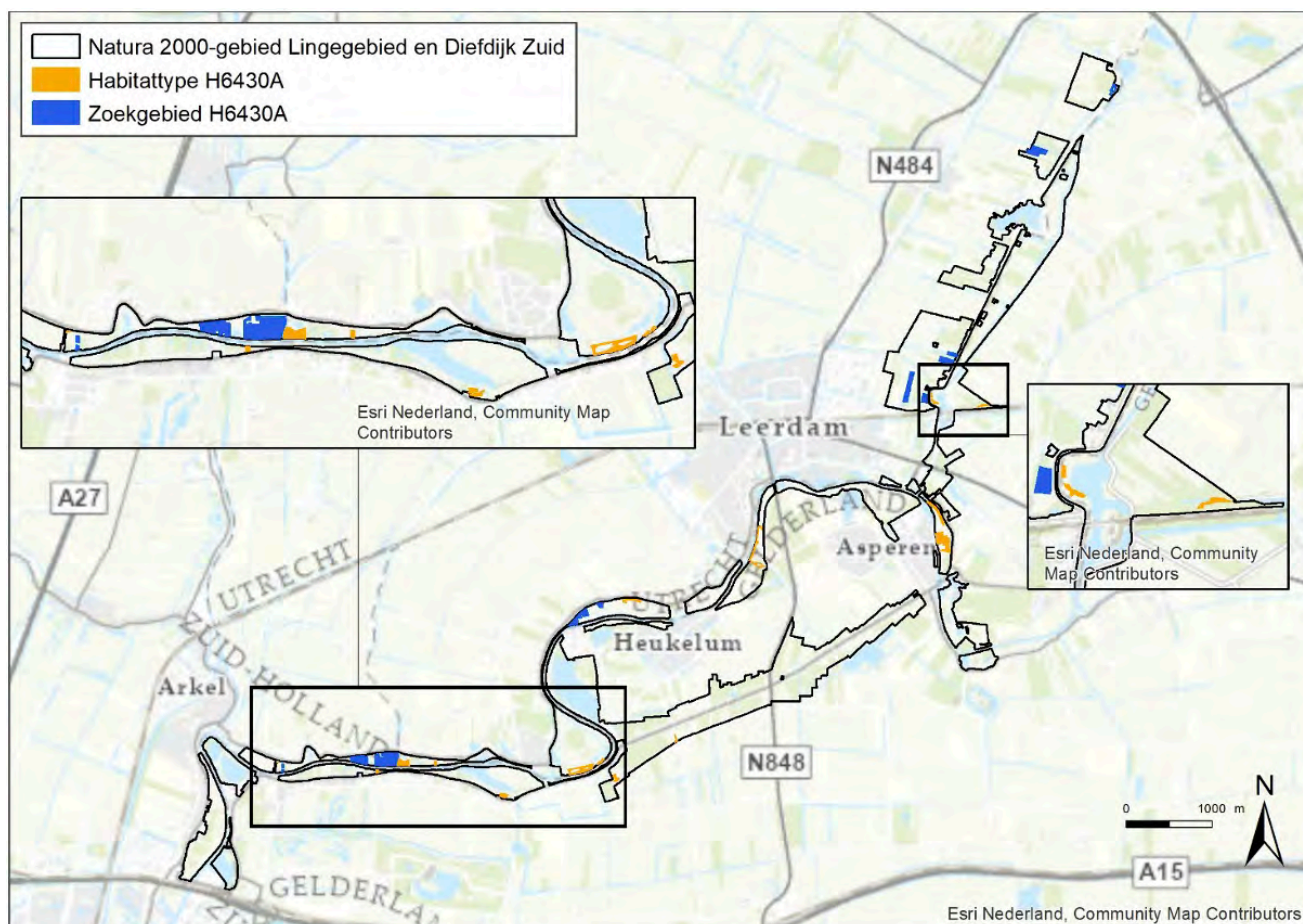 Natura 2000-gebied Lingegebied en Diefdijk Zuid
Habitattype H6430A
Zoekgebied H6430A
N484
Esri Nederland, Community Map
Contributors
Leerdam
A27
GELDERLAND
UTRECHT
Asperen
Esri Nederland, Community
Map Contributors
UTRECHT
ZUID-HOLLAND
Heukelum
Arkel
N848
N
0 1000 m
A15
GELDERLAN
Esri Nederland, Community Map Contributors